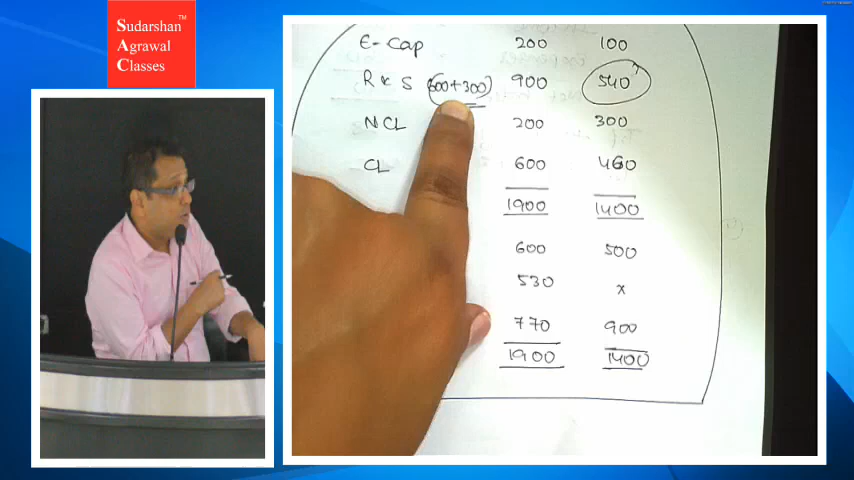 Sudarshan™
Agrawal
Classes
E-Cap 200 100
R & S (600+300) 900 540
NCL 200 300
CL 600 460
1900 1400
600 500
530 x
770 900
1900 1400